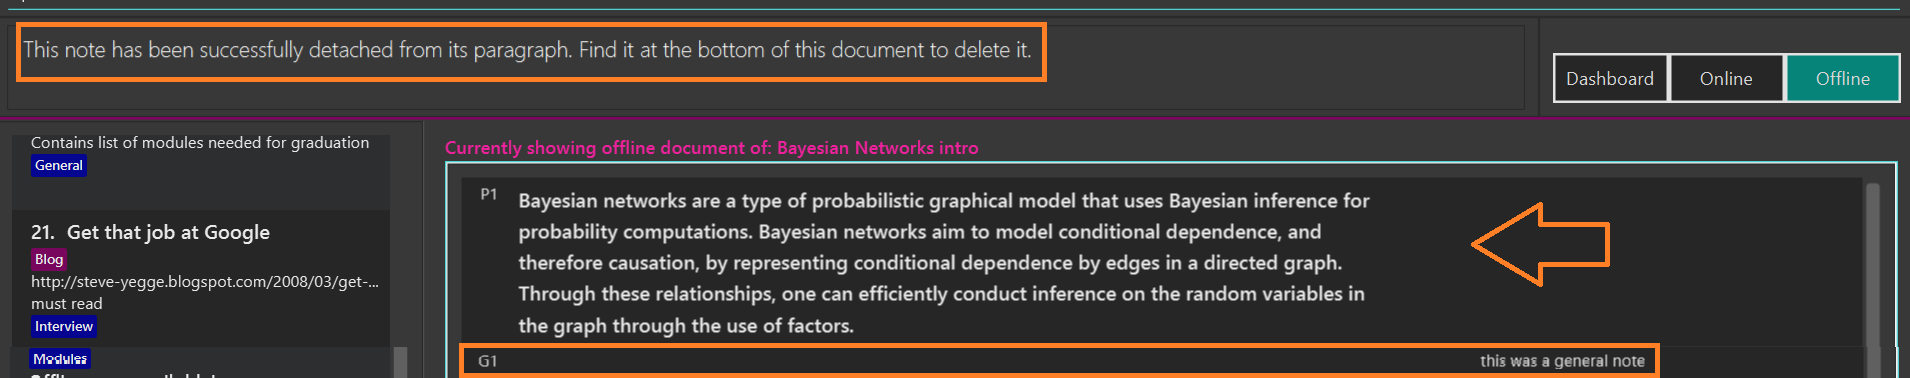 This note has been successfully detached from its paragraph. Find it at the bottom of this document to delete it.
Dashboard
Online
Offline
Contains list of modules needed for graduation
General
21. Get that job at Google
Blog
http://steve-yegge.blogspot.com/2008/03/get-...
must read
Interview
Modules
Currently showing offline document of: Bayesian Networks intro
P1
Bayesian networks are a type of probabilistic graphical model that uses Bayesian inference for
probability computations. Bayesian networks aim to model conditional dependence, and
therefore causation, by representing conditional dependence by edges in a directed graph.
Through these relationships, one can efficiently conduct inference on the random variables in
the graph through the use of factors.
G1
this was a general note